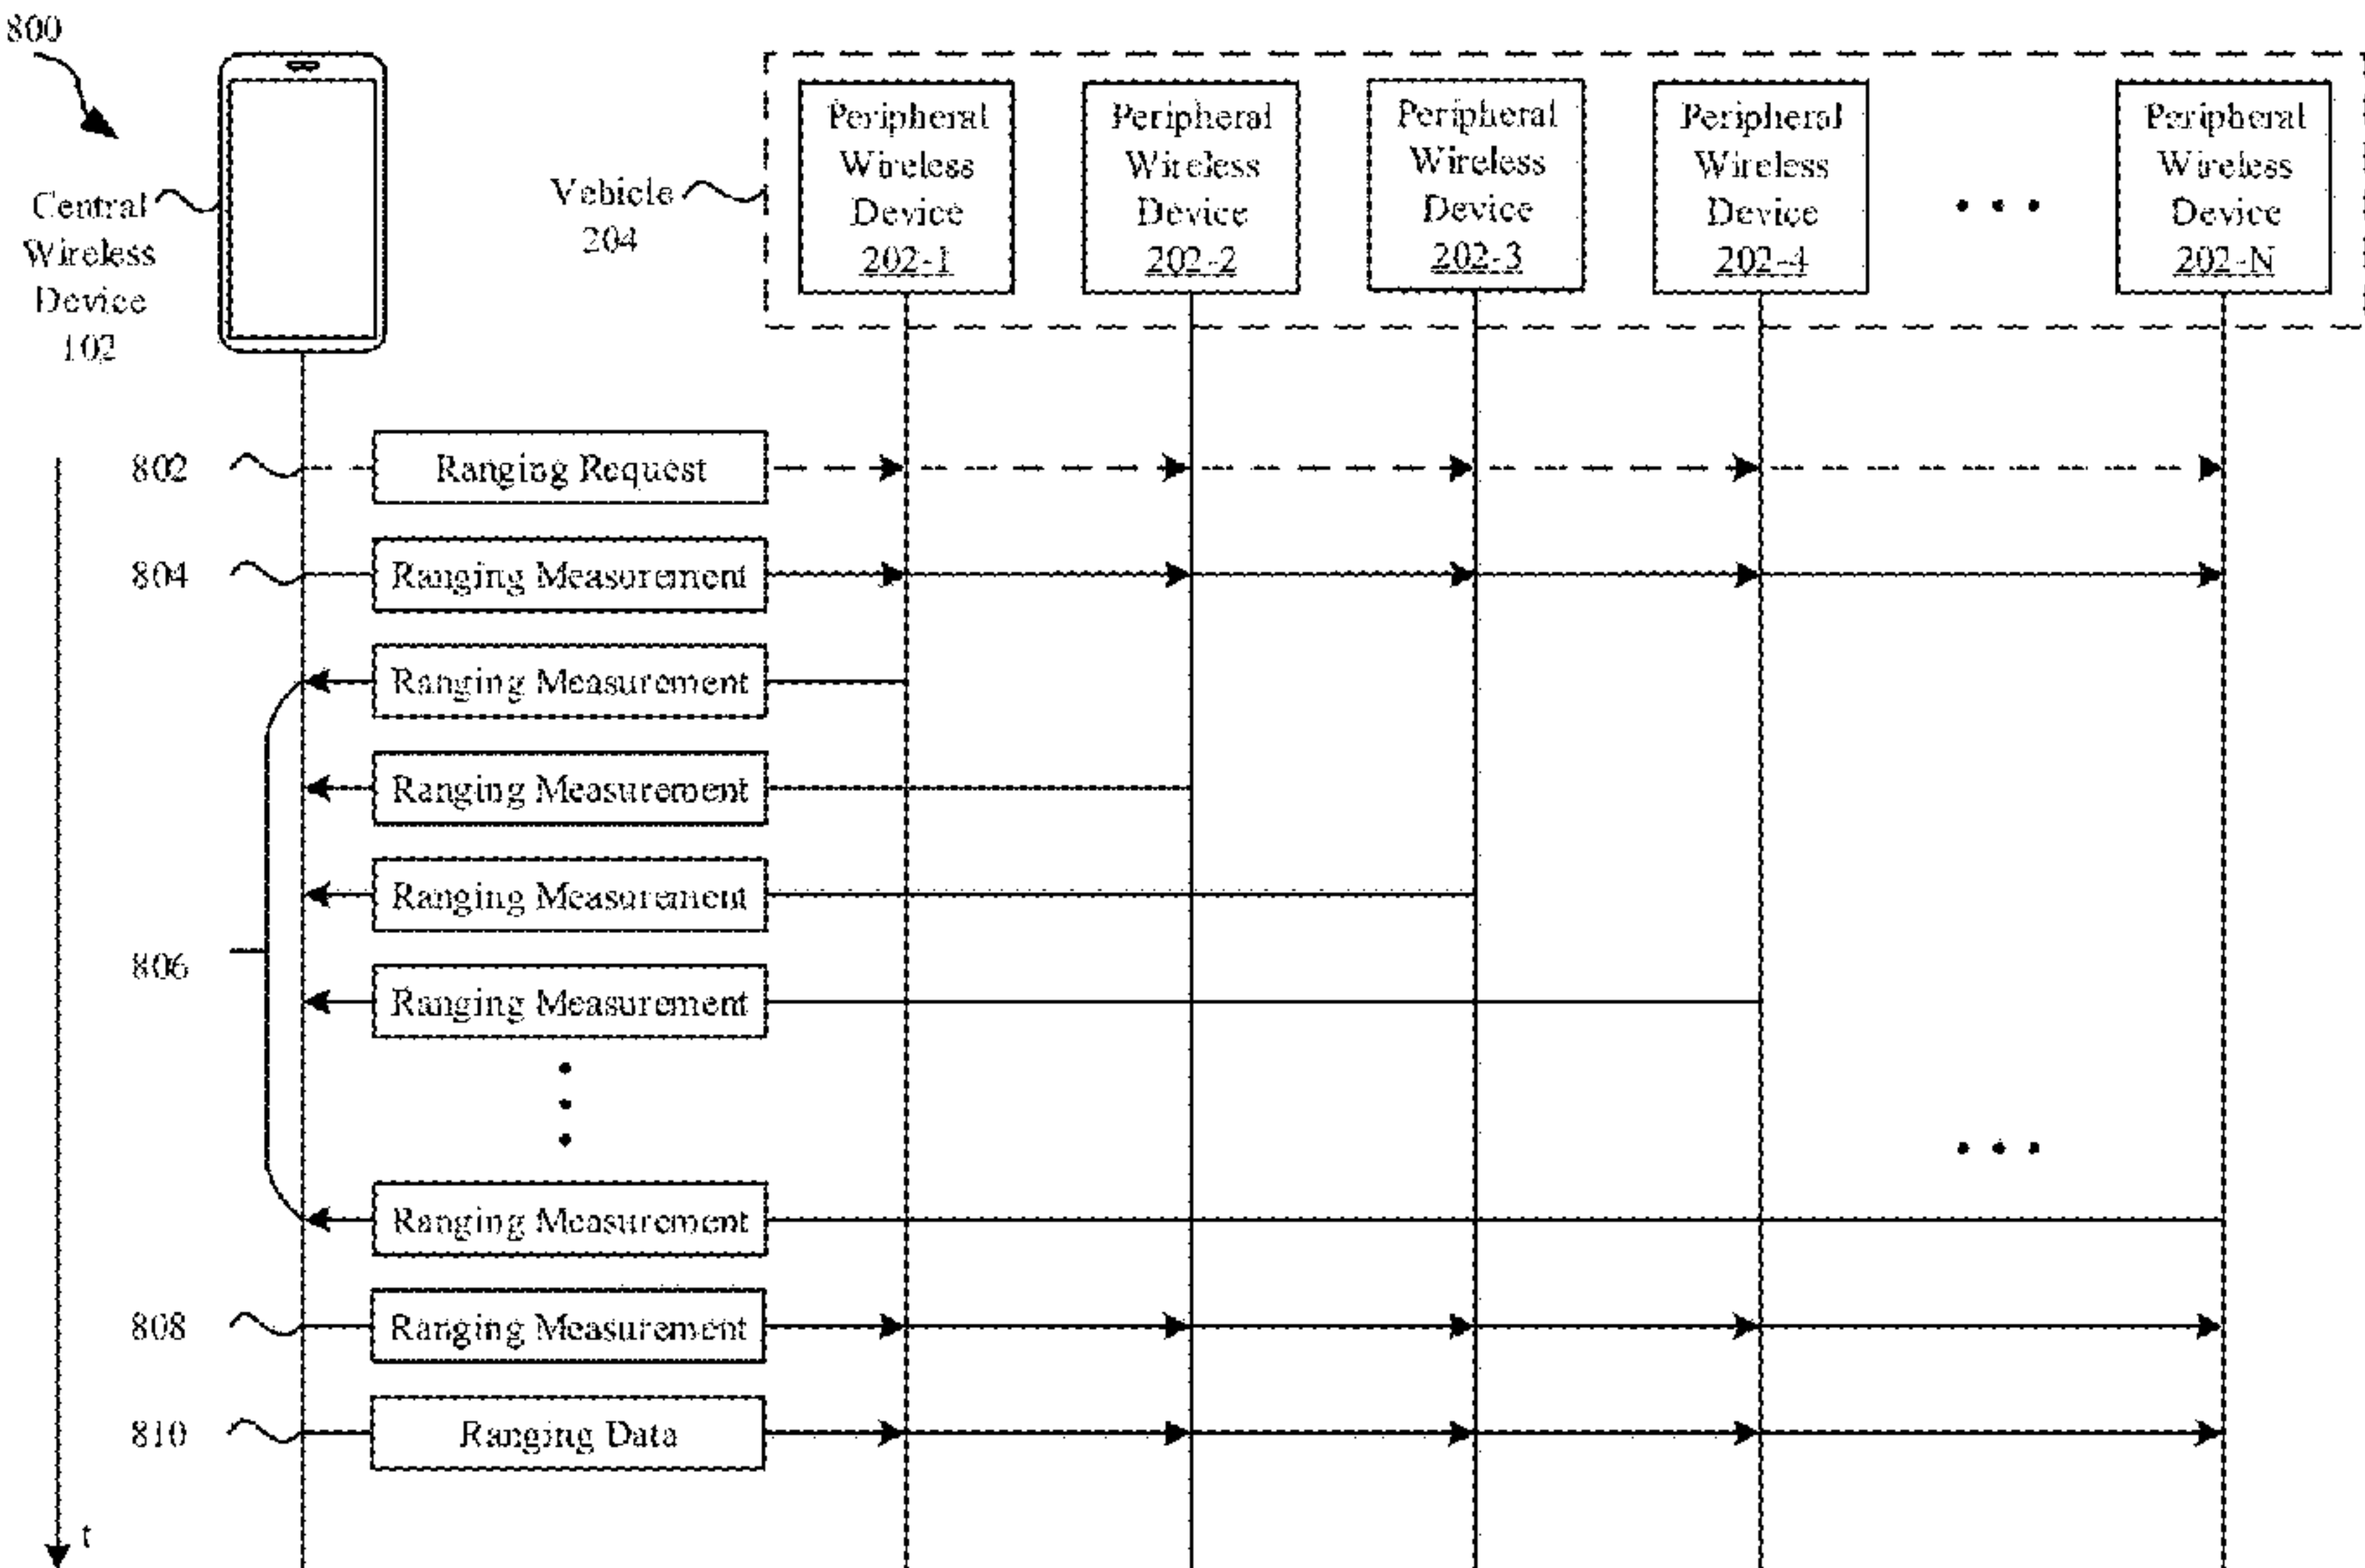 800
Central
Wireless
Device
102
Vehicle
204
Peripheral
Wireless
Device
202-1
Peripheral
Wireless
Device
202-2
Peripheral
Wireless
Device
202-3
Peripheral
Wireless
Device
202-4
• • •
Peripheral
Wireless
Device
202-N
802
Ranging Request
804
Ranging Measurement
Ranging Measurement
Ranging Measurement
Ranging Measurement
806
Ranging Measurement
Ranging Measurement
808
Ranging Measurement
810
Ranging Data
t